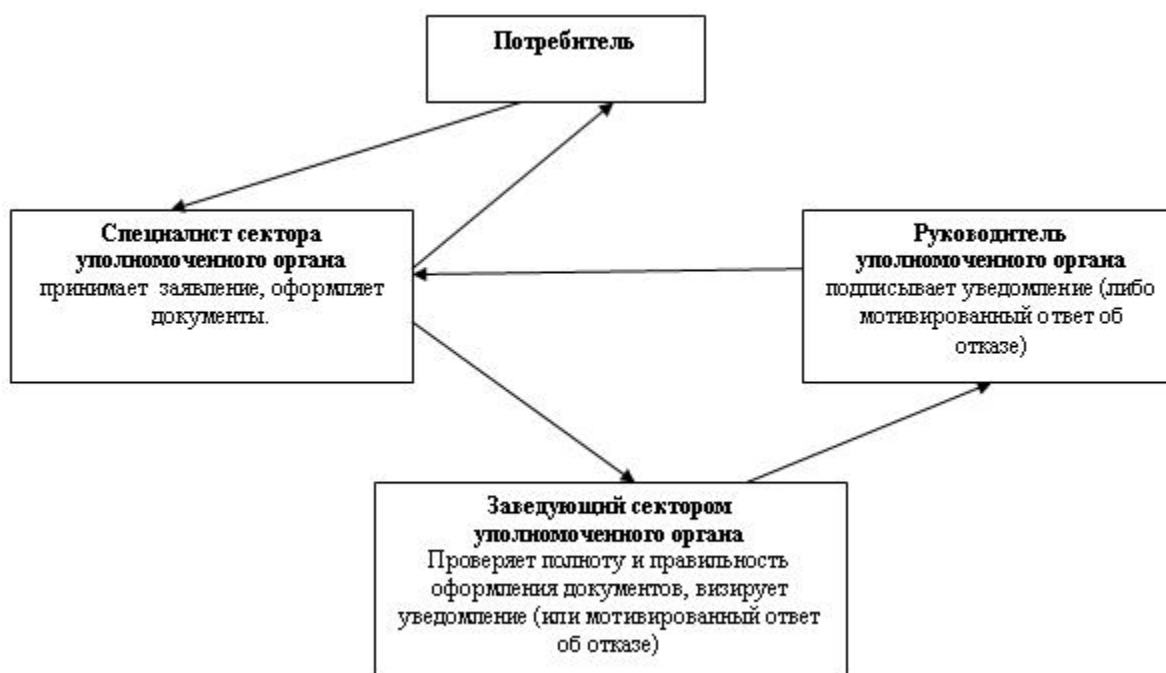 Потребитель
Специалист сектора
уполномоченного органа
принимает заявление, оформляет
документы.
Руководитель
уполномоченного органа
подписывает уведомление (либо
мотивированный ответ об
отказе)
Заведующий сектором
уполномоченного органа
Проверяет полноту и правильность
оформления документов, визирует
уведомление (или мотивированный ответ
об отказе)